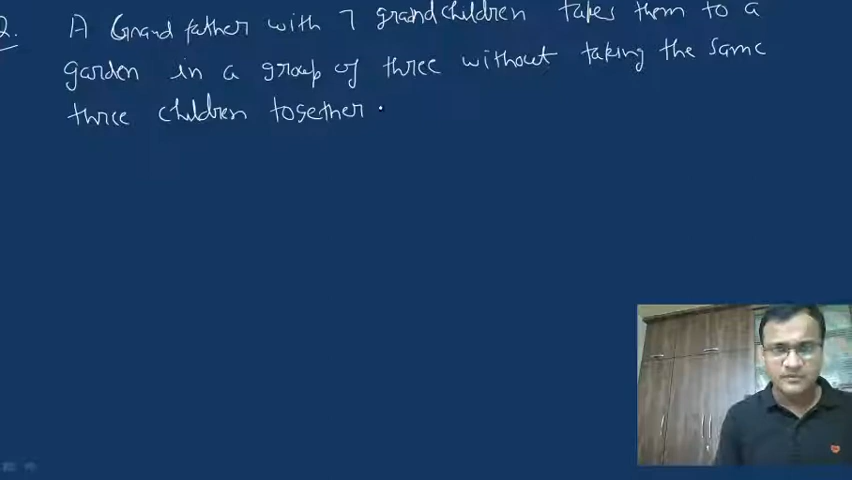 2. A Grand father with 7 grandchildren takes them to a
garden in a group of three without taking the same
three children together.